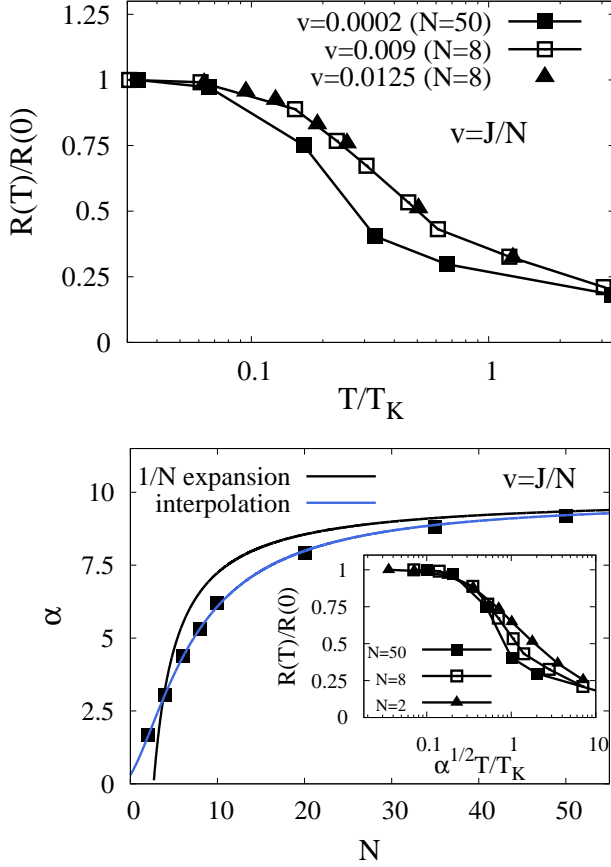 1.25
1
0.75
0.5
0.25
0
R(T)/R(0)
v=0.0002 (N=50)
v=0.009 (N=8)
v=0.0125 (N=8)
v=J/N
0.1
1
T/T_K
10
7.5
5
2.5
0
α
1/N expansion
interpolation
v=J/N
R(T)/R(0)
1
0.75
0.5
0.25
0
N=50
N=8
N=2
0.1
1
10
α^{1/2}T/T_K
0
10
20
30
40
50
N